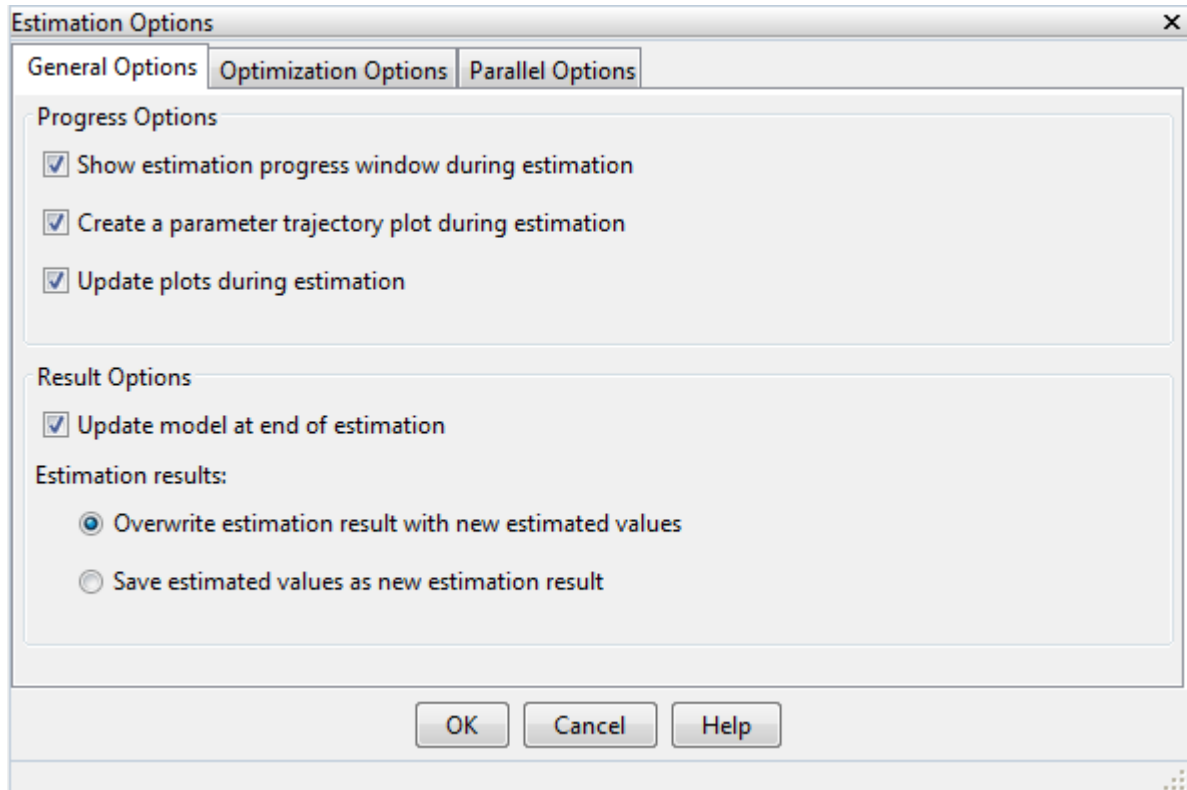 Estimation Options
General Options Optimization Options Parallel Options
Progress Options
Show estimation progress window during estimation
Create a parameter trajectory plot during estimation
Update plots during estimation
Result Options
Update model at end of estimation
Estimation results:
Overwrite estimation result with new estimated values
Save estimated values as new estimation result
OK Cancel Help